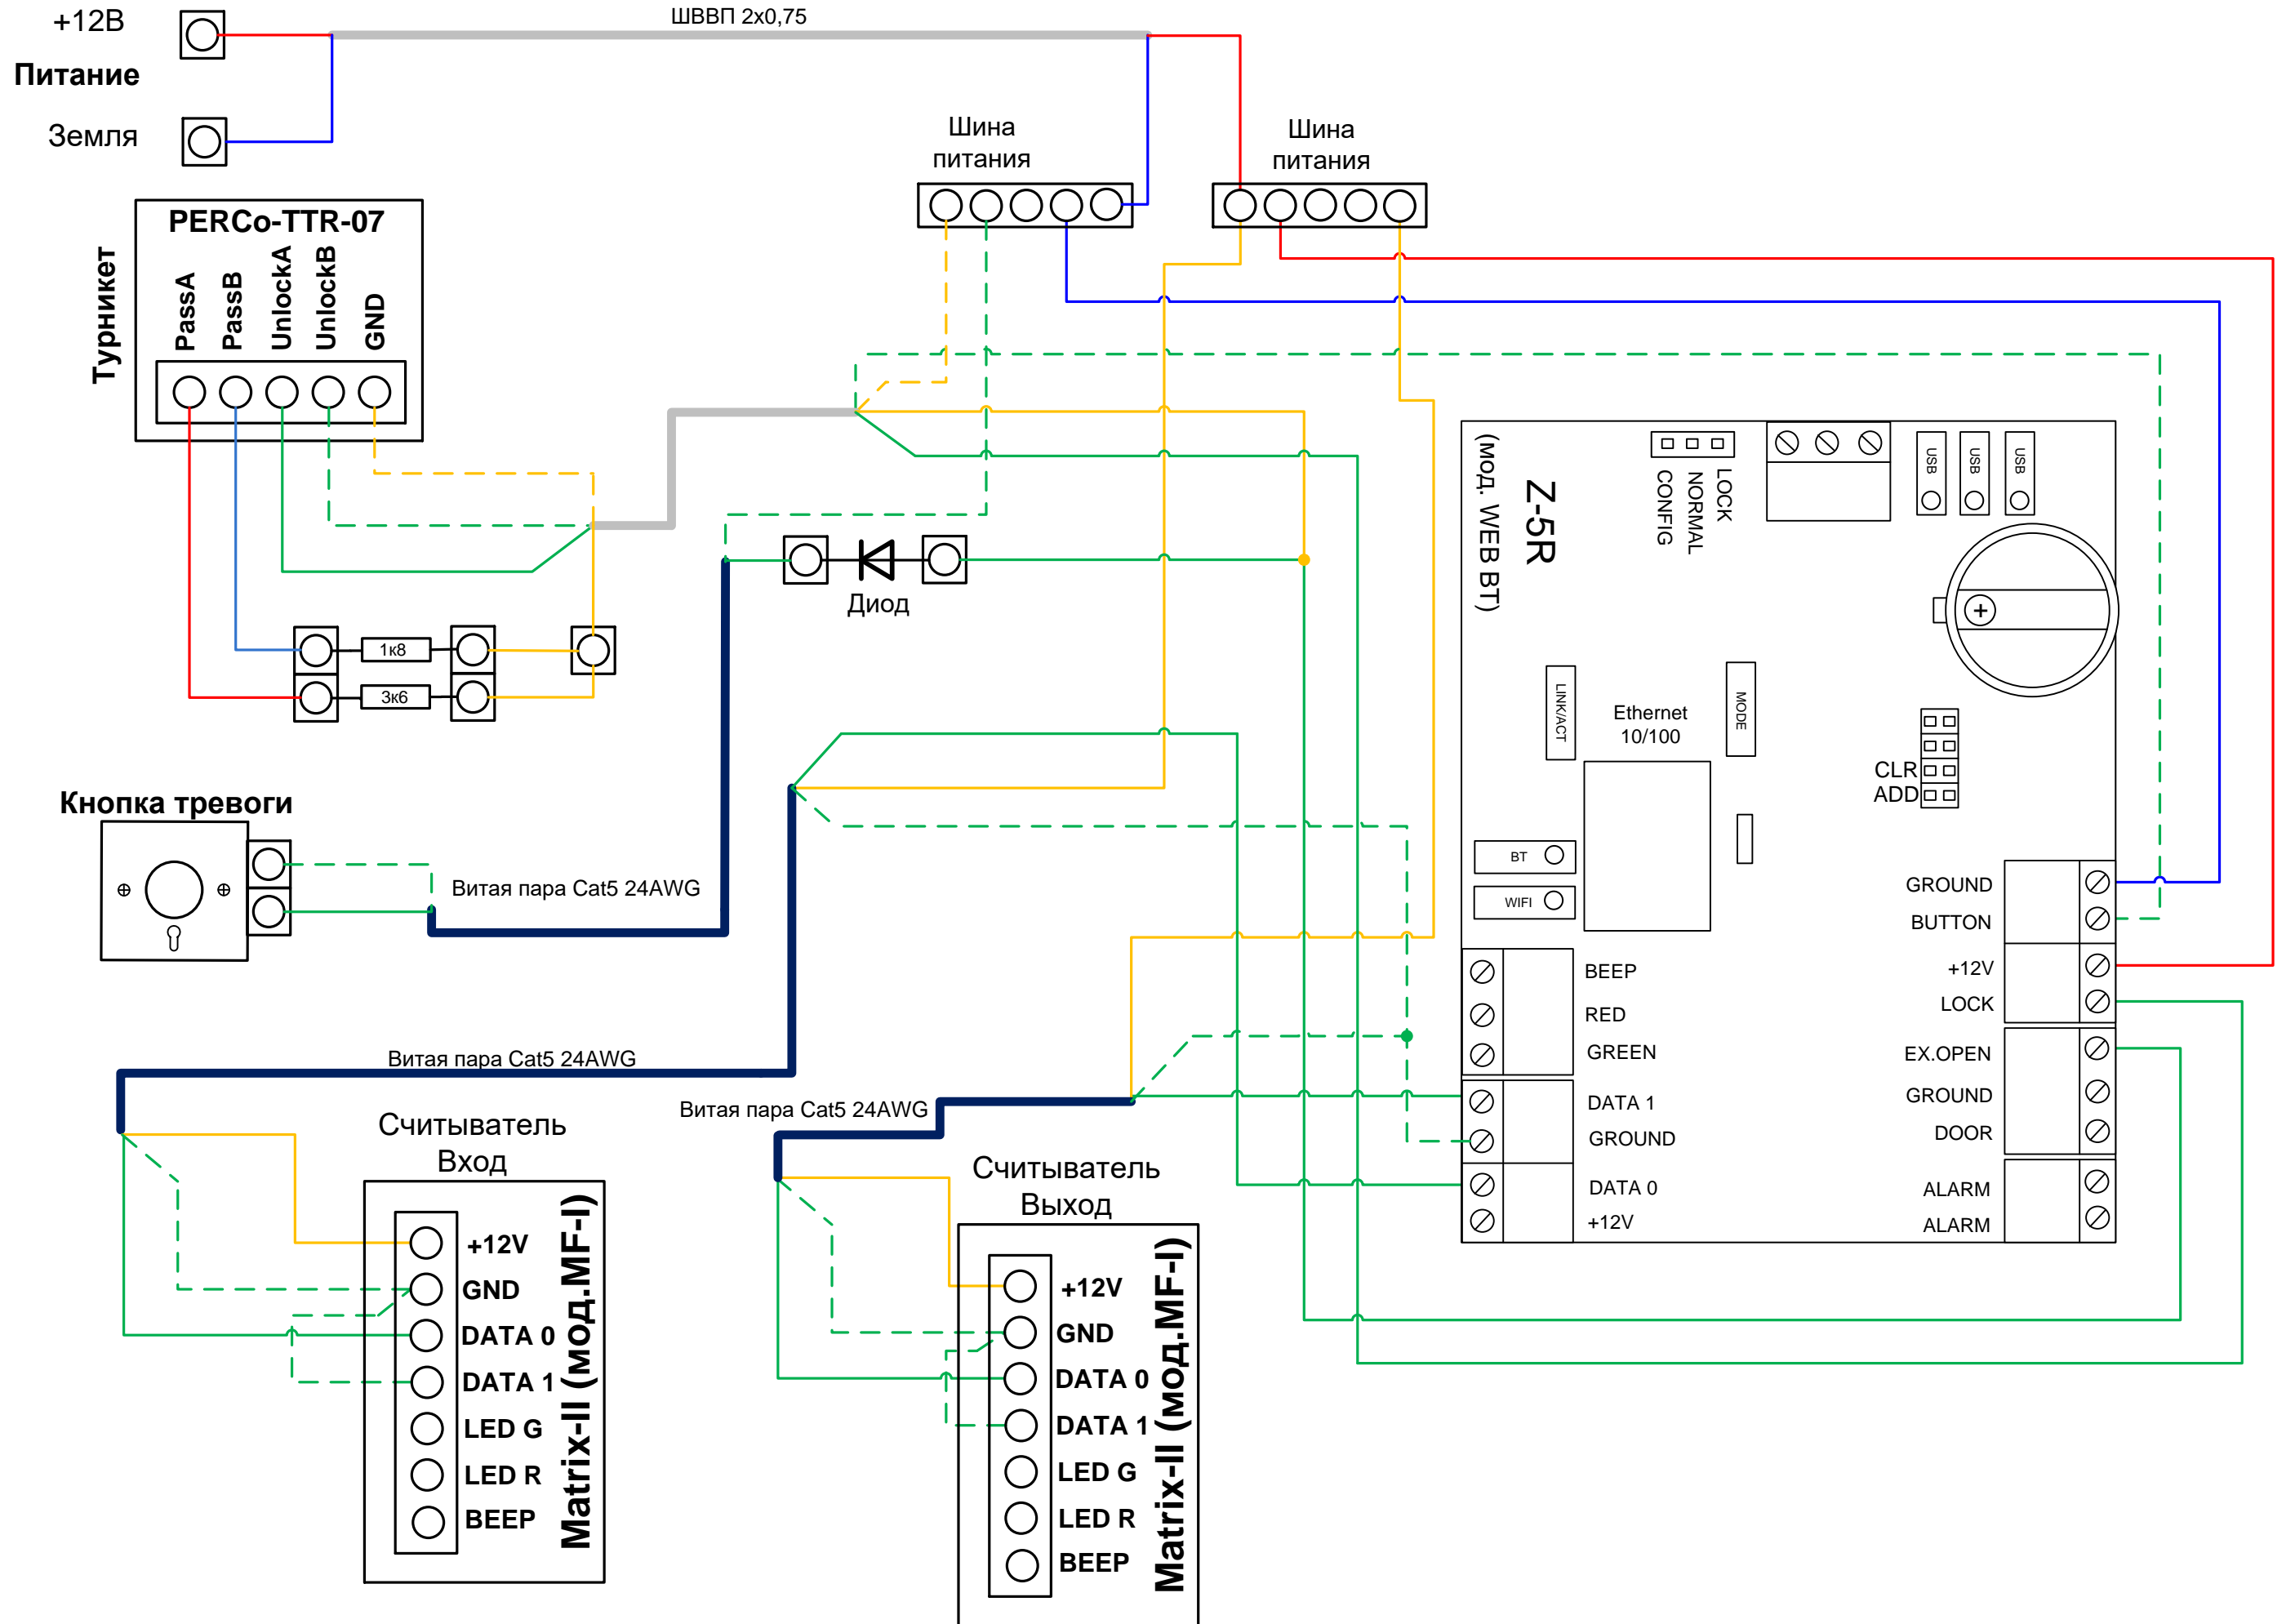 +12В
Питание
Земля
ШВВП 2х0,75
Шина
питания
Шина
питания
Турникет
PERCo-TTR-07
PassA
PassB
UnlockA
UnlockB
GND
1к8
3к6
Диод
Кнопка тревоги
Витая пара Cat5 24AWG
Витая пара Cat5 24AWG
Витая пара Cat5 24AWG
Считыватель
Вход
+12V
GND
DATA 0
DATA 1
LED G
LED R
BEEP
Matrix-II (мод.MF-I)
Считыватель
Выход
+12V
GND
DATA 0
DATA 1
LED G
LED R
BEEP
Matrix-II (мод.MF-I)
Z-5R
(мод. WEB BT)
LOCK
NORMAL
CONFIG
USB
USB
USB
LINK/ACT
Ethernet
10/100
MODE
CLR
ADD
BT
WIFI
BEEP
RED
GREEN
DATA 1
GROUND
DATA 0
+12V
GROUND
BUTTON
+12V
LOCK
EX.OPEN
GROUND
DOOR
ALARM
ALARM